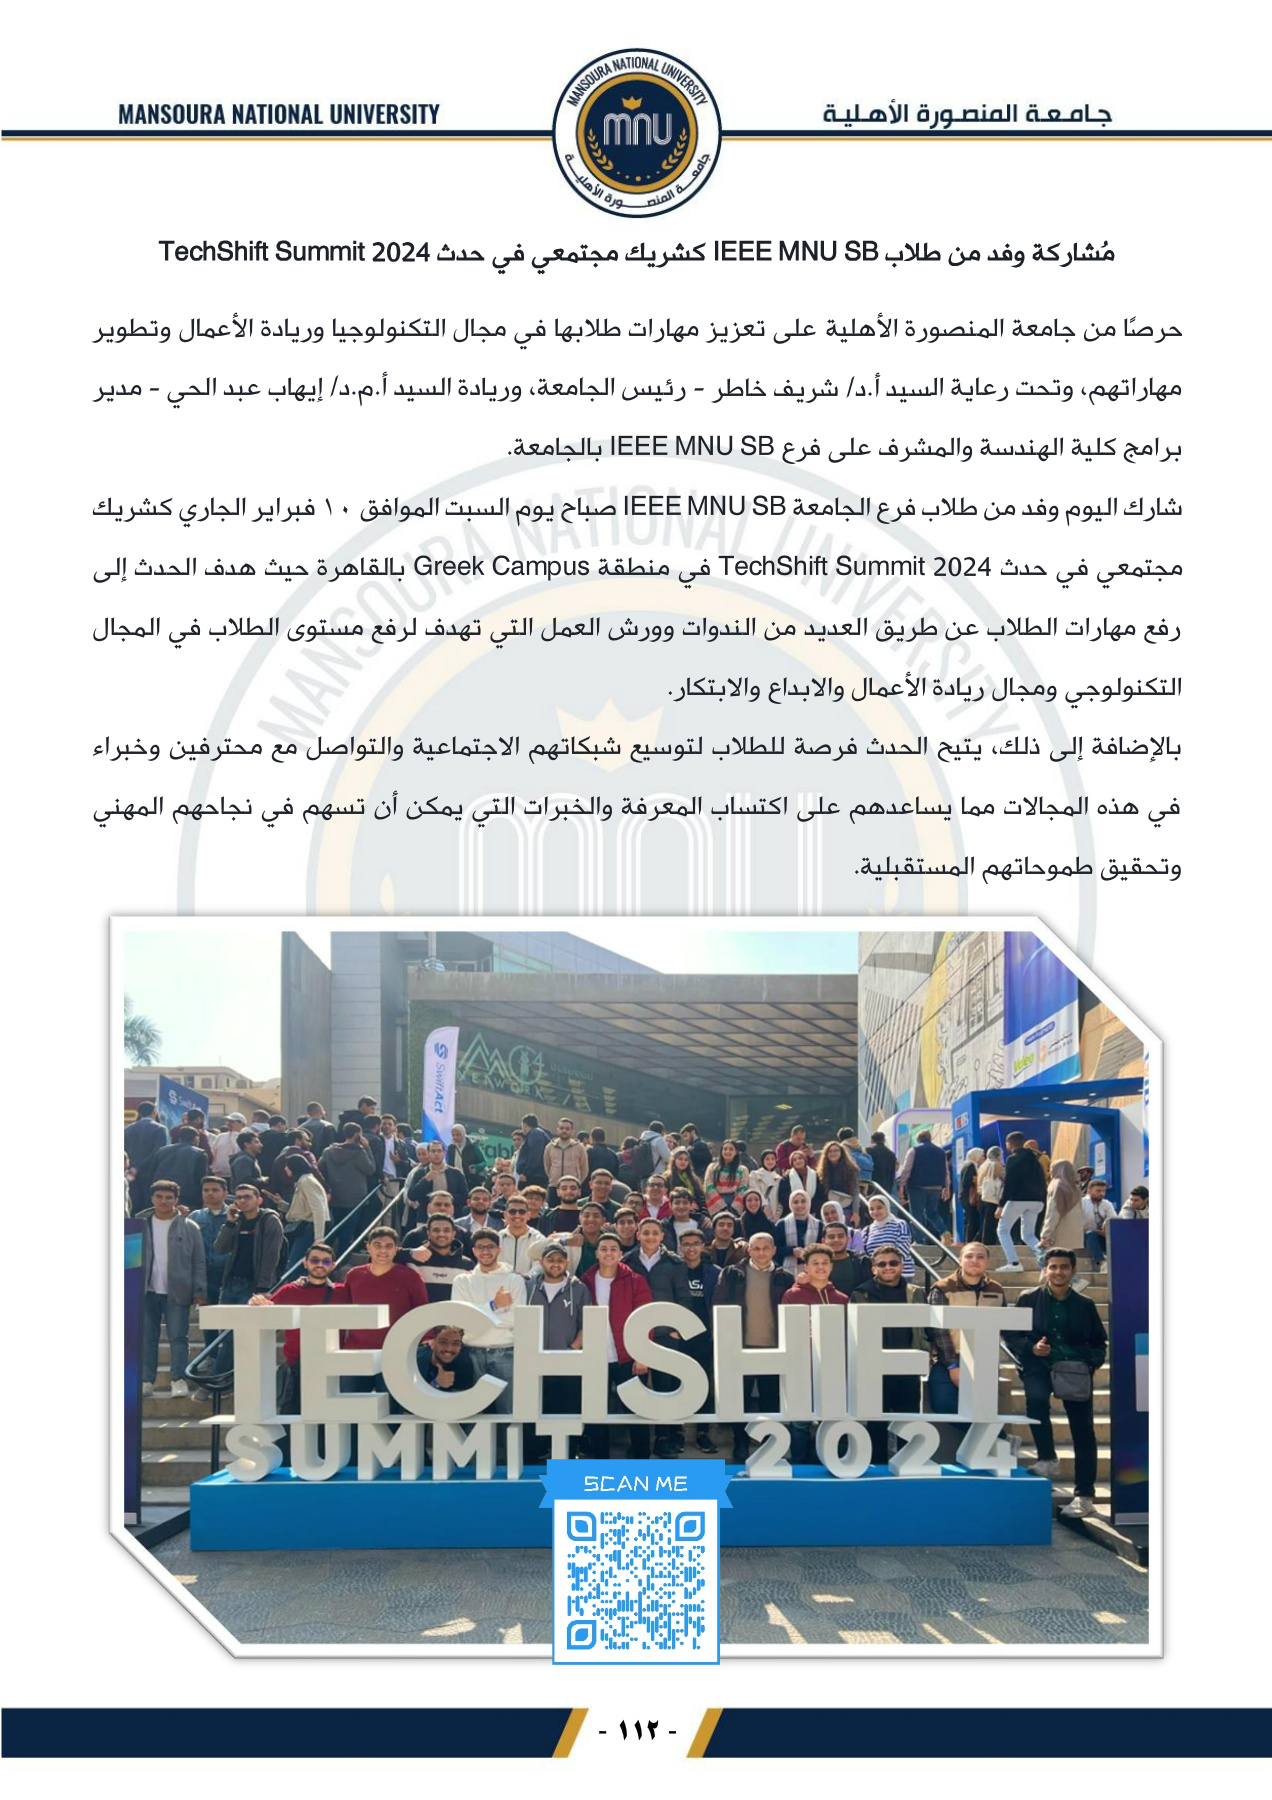 MANSOURA NATIONAL UNIVERSITY
جامعة المنصورة الأهلية
MANSOURA NATIONAL UNIVERSITY
mnu
جامعة المنصورة الأهلية
مُشاركة وفد من طلاب IEEE MNU SB كشريك مجتمعي في حدث TechShift Summit 2024
حرصًا من جامعة المنصورة الأهلية على تعزيز مهارات طلابها في مجال التكنولوجيا وريادة الأعمال وتطوير
مهاراتهم، وتحت رعاية السيد أ.د/ شريف خاطر - رئيس الجامعة، وريادة السيد أ.م.د/ إيهاب عبد الحي - مدير
برامج كلية الهندسة والمشرف على فرع IEEE MNU SB بالجامعة.
شارك اليوم وفد من طلاب فرع الجامعة IEEE MNU SB صباح يوم السبت الموافق ١٠ فبراير الجاري كشريك
مجتمعي في حدث TechShift Summit 2024 في منطقة Greek Campus بالقاهرة حيث هدف الحدث إلى
رفع مهارات الطلاب عن طريق العديد من الندوات وورش العمل التي تهدف لرفع مستوى الطلاب في المجال
التكنولوجي ومجال ريادة الأعمال والابداع والابتكار.
بالإضافة إلى ذلك، يتيح الحدث فرصة للطلاب لتوسيع شبكاتهم الاجتماعية والتواصل مع محترفين وخبراء
في هذه المجالات مما يساعدهم على اكتساب المعرفة والخبرات التي يمكن أن تسهم في نجاحهم المهني
وتحقيق طموحاتهم المستقبلية.
MANSOURA NATIONAL UNIVERSITY
mnu
SwiftAct
TECHSHIFT
SUMMIT 2024
SCAN ME
- ١١٢ -